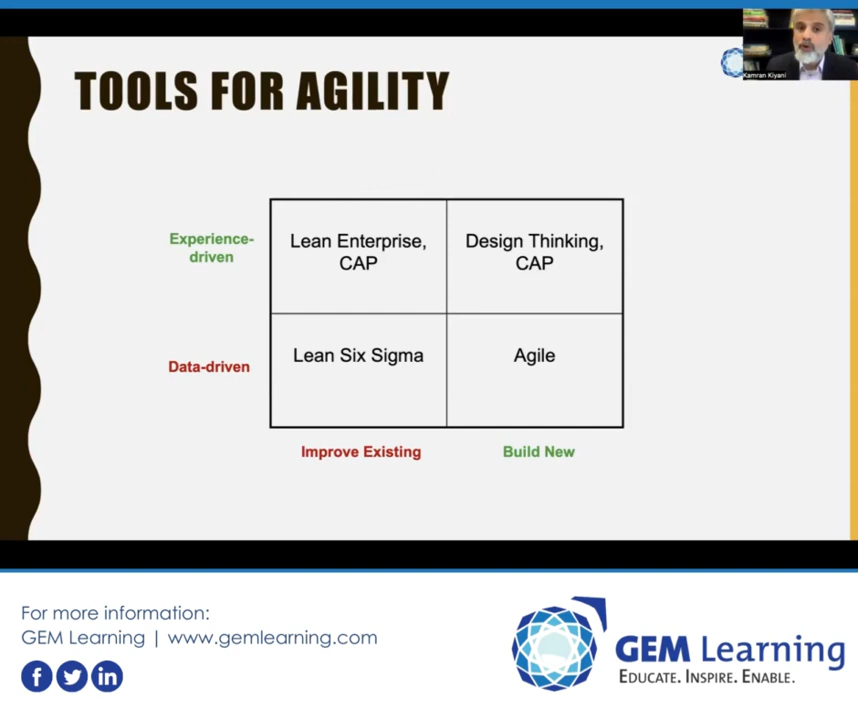 Kamran Kiyani
TOOLS FOR AGILITY
Experience-
driven
Lean Enterprise,
CAP
Design Thinking,
CAP
Data-driven
Lean Six Sigma
Agile
Improve Existing
Build New
For more information:
GEM Learning | www.gemlearning.com
GEM Learning
EDUCATE. INSPIRE. ENABLE.